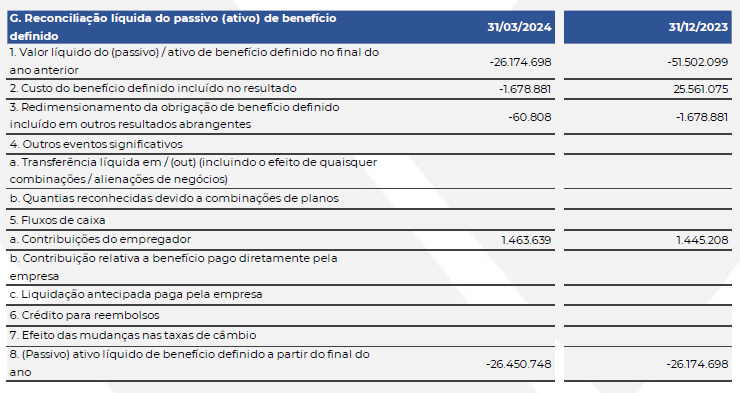 G. Reconciliação líquida do passivo (ativo) de benefício definido 31/03/2024 31/12/2023
1. Valor líquido do (passivo) / ativo de benefício definido no final do ano anterior -26.174.698 -51.502.099
2. Custo do benefício definido incluído no resultado -1.678.881 25.561.075
3. Redimensionamento da obrigação de benefício definido incluído em outros resultados abrangentes -60.808 -1.678.881
4. Outros eventos significativos
a. Transferência líquida em / (out) (incluindo o efeito de quaisquer combinações / alienações de negócios)
b. Quantias reconhecidas devido a combinações de planos
5. Fluxos de caixa
a. Contribuições do empregador 1.463.639 1.445.208
b. Contribuição relativa a benefício pago diretamente pela empresa
c. Liquidação antecipada paga pela empresa
6. Crédito para reembolsos
7. Efeito das mudanças nas taxas de câmbio
8. (Passivo) ativo líquido de benefício definido a partir do final do ano -26.450.748 -26.174.698